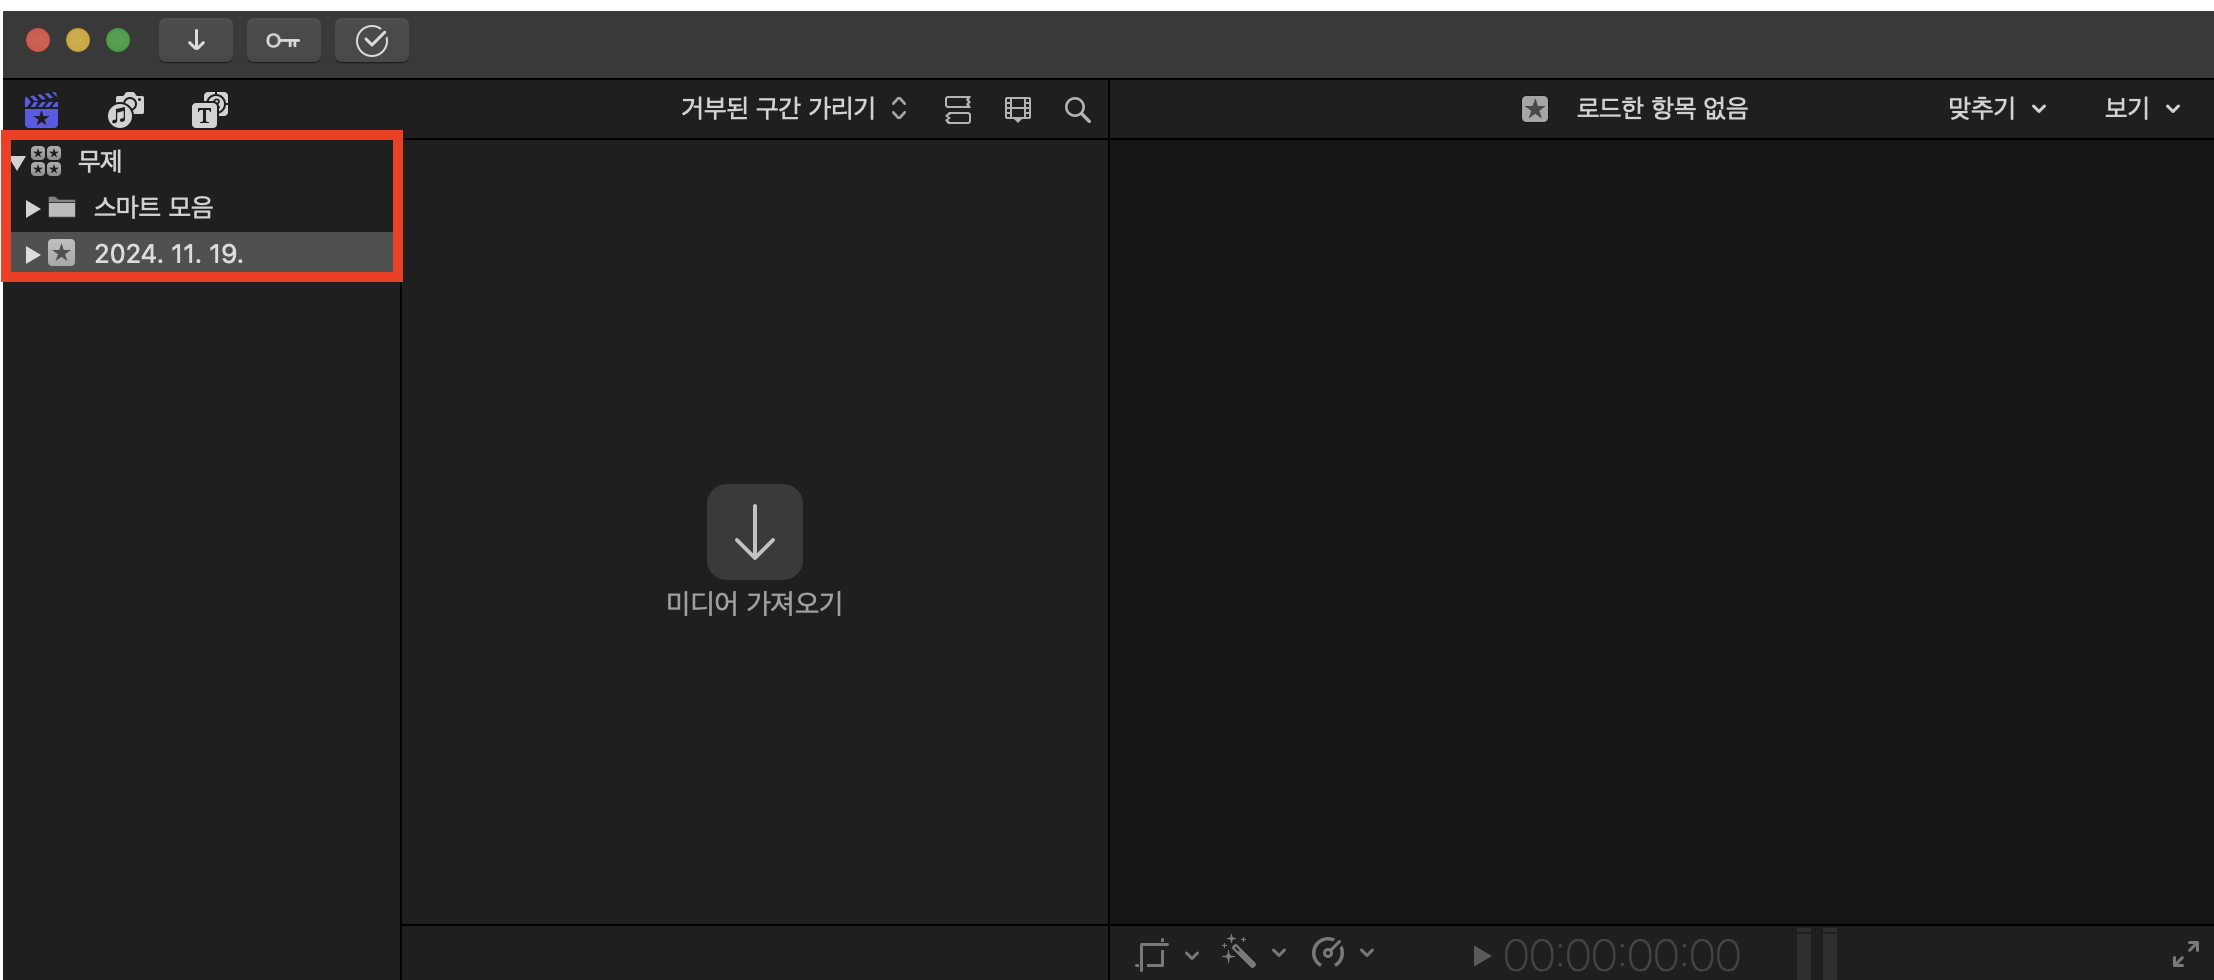 거부된 구간 가리기
로드한 항목 없음
맞추기
보기
무제
스마트 모음
2024. 11. 19.
미디어 가져오기
00:00:00:00